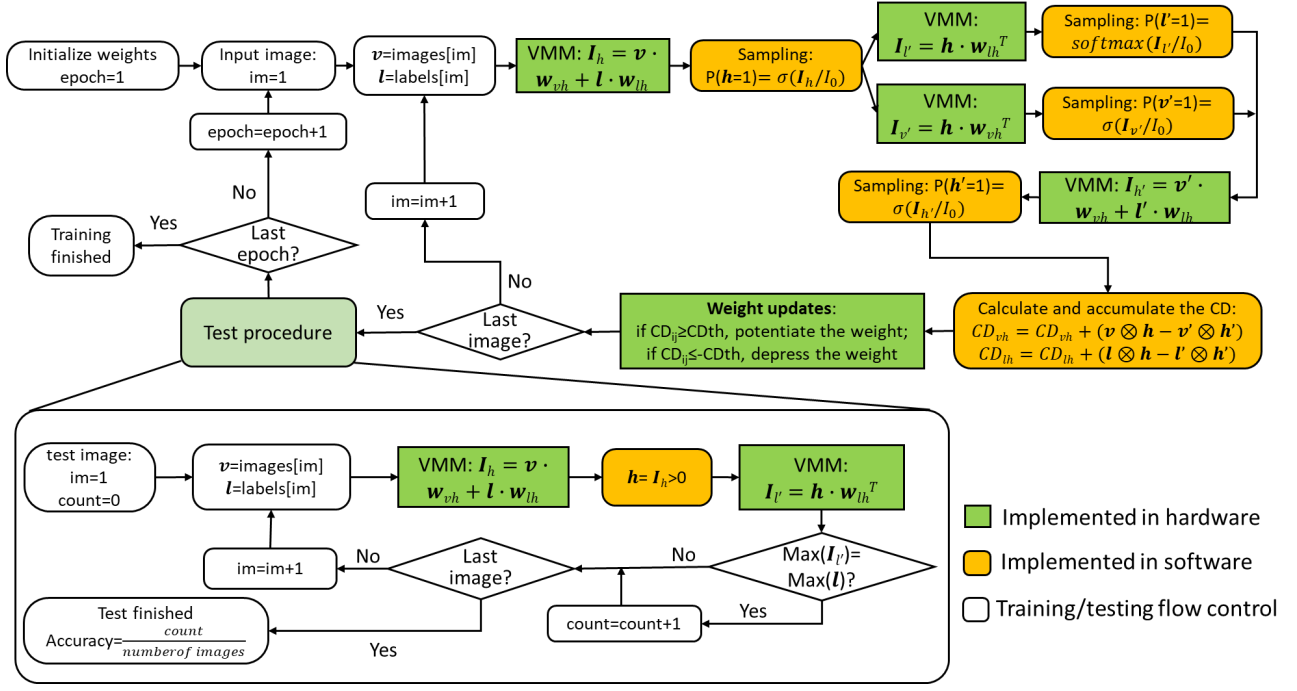 Initialize weights
epoch=1
Input image:
im=1
v=images[im]
l=labels[im]
VMM: I_h = v ·
w_vh + l · w_lh
Sampling:
P(h=1)= σ(I_h/I_0)
VMM:
I_l′ = h · w_lh^T
Sampling: P(l′=1)=
softmax(I_l′/I_0)
VMM:
I_v′ = h · w_vh^T
Sampling: P(v′=1)=
σ(I_v′/I_0)
epoch=epoch+1
im=im+1
Sampling: P(h′=1)=
σ(I_h′/I_0)
VMM: I_h′ = v′ ·
w_vh + l′ · w_lh
No
Yes
Training
finished
Last
epoch?
No
Test procedure
Yes
Last
image?
Weight updates:
if CD_ij≥CDth, potentiate the weight;
if CD_ij≤-CDth, depress the weight
Calculate and accumulate the CD:
CD_vh = CD_vh + (v ⊗ h − v′ ⊗ h′)
CD_lh = CD_lh + (l ⊗ h − l′ ⊗ h′)
test image:
im=1
count=0
v=images[im]
l=labels[im]
VMM: I_h = v ·
w_vh + l · w_lh
h= I_h>0
VMM:
I_l′ = h · w_lh^T
im=im+1
No
Last
image?
No
Max(I_l′)=
Max(l)?
Yes
count=count+1
Test finished
Accuracy=count/numberof images
Yes
Implemented in hardware
Implemented in software
Training/testing flow control